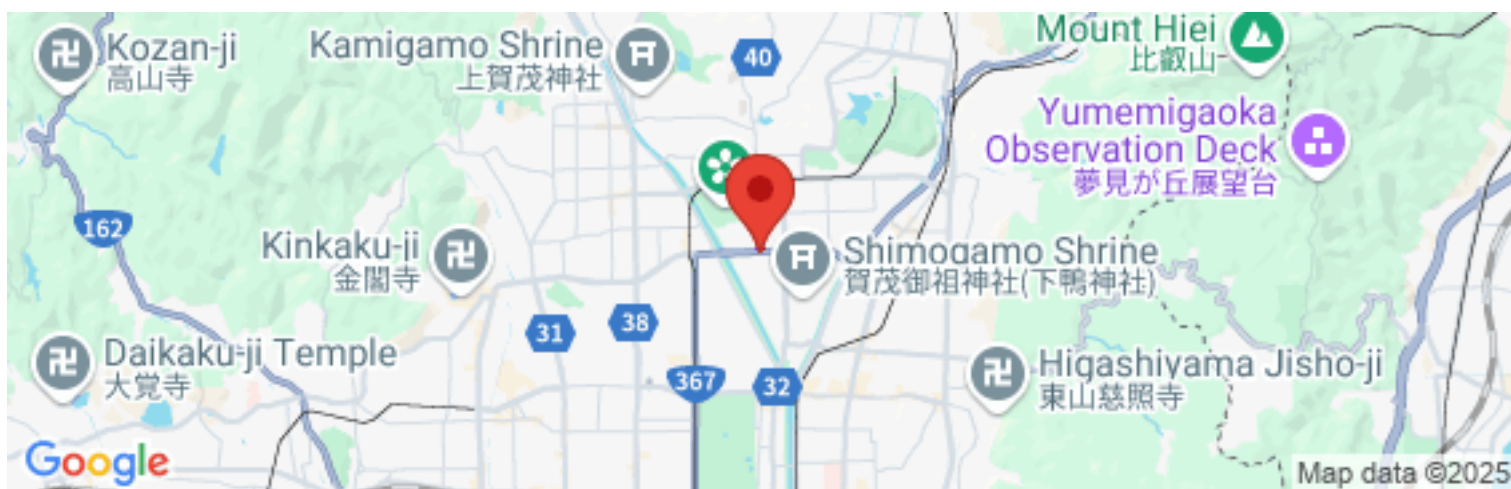 Kozan-ji
高山寺
Kamigamo Shrine
上賀茂神社
40
Mount Hiei
比叡山
Yumemigaoka
Observation Deck
夢見が丘展望台
162
Kinkaku-ji
金閣寺
Shimogamo Shrine
賀茂御祖神社(下鴨神社)
31
38
Daikaku-ji Temple
大覚寺
367
32
Higashiyama Jisho-ji
東山慈照寺
Google
Map data ©2025